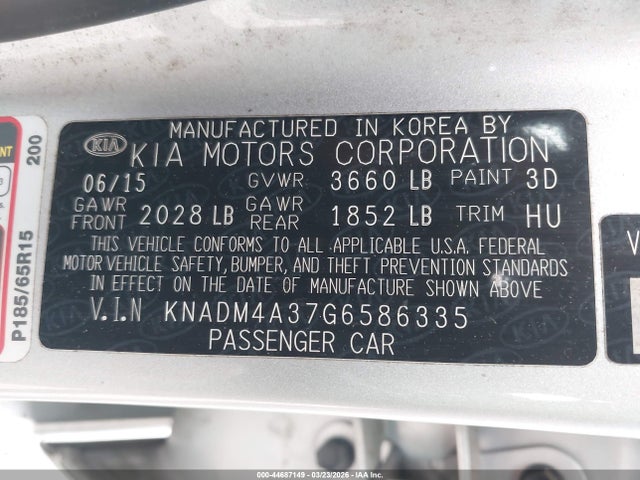 MANUFACTURED IN KOREA BY
KIA KIA MOTORS CORPORATION
06/15 GVWR: 3660 LB PAINT 3D
GAWR FRONT 2028 LB GAWR REAR 1852 LB TRIM HU
THIS VEHICLE CONFORMS TO ALL APPLICABLE U.S.A. FEDERAL
MOTOR VEHICLE SAFETY, BUMPER, AND THEFT PREVENTION STANDARDS
IN EFFECT ON THE DATE OF MANUFACTURE SHOWN ABOVE
V.I.N KNADM4A37G6586335
PASSENGER CAR
P185/65R15
200
000-44687149 - 03/23/2026 - IAA Inc.